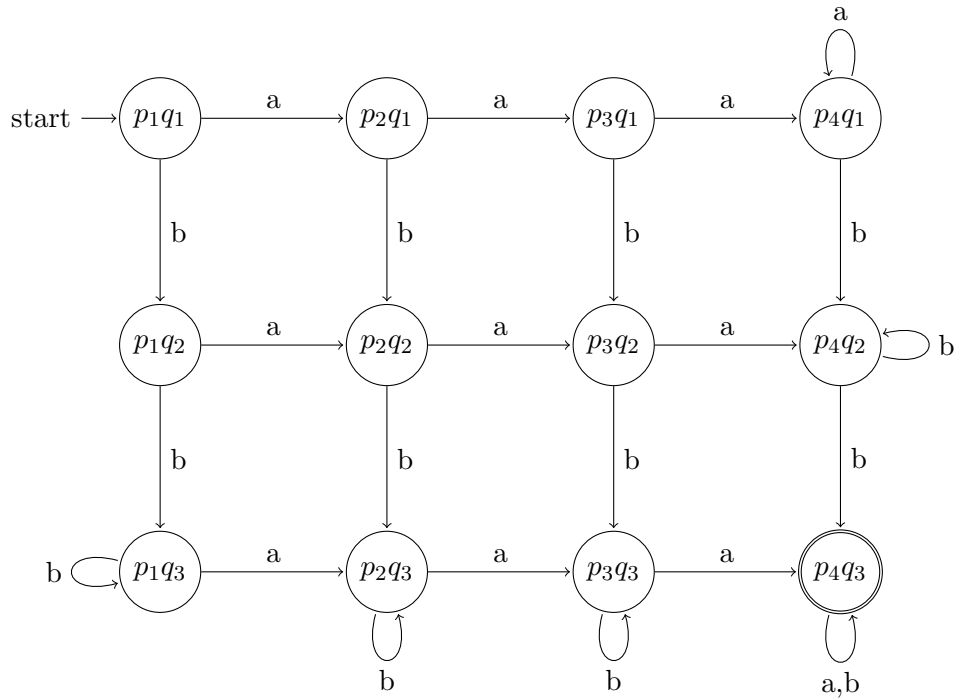 a
start p₁q₁ a p₂q₁ a p₃q₁ a p₄q₁
b b b b
p₁q₂ a p₂q₂ a p₃q₂ a p₄q₂ b
b b b b
b p₁q₃ a p₂q₃ a p₃q₃ a p₄q₃
b b a,b